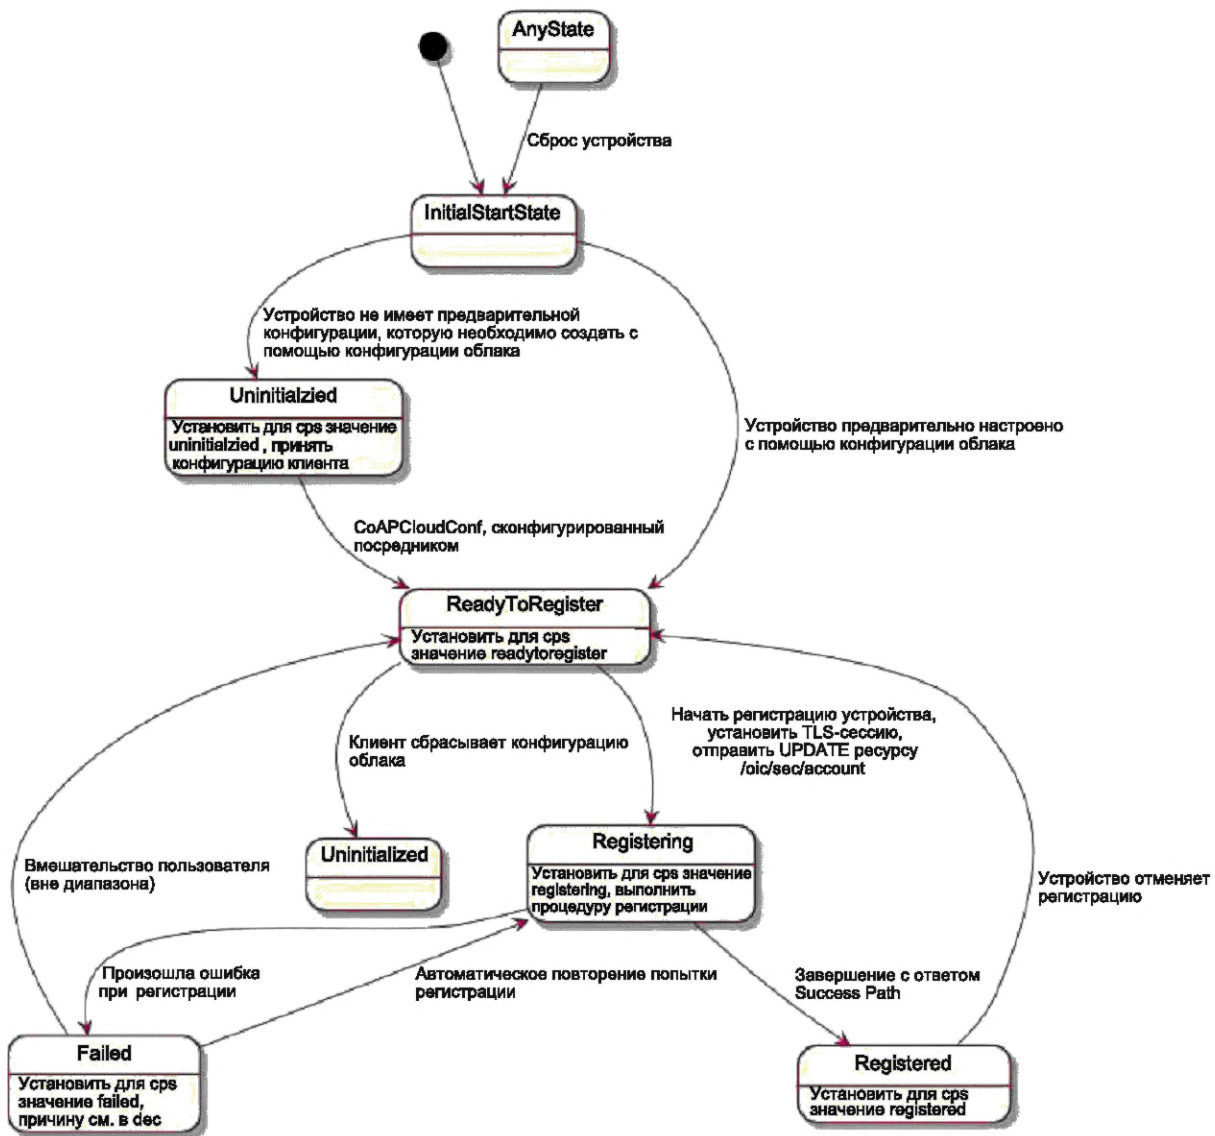 AnyState
Сброс устройства
InitialStartState
Устройство не имеет предварительной
конфигурации, которую необходимо создать с
помощью конфигурации облака
Uninitialzied
Установить для cps значение
uninitialzied , принять
конфигурацию клиента
Устройство предварительно настроено
с помощью конфигурации облака
CoAPCloudConf, сконфигурированный
посредником
ReadyToRegister
Установить для cps
значение readytoregister
Начать регистрацию устройства,
установить TLS-сессию,
отправить UPDATE ресурсу
/oic/sec/account
Клиент сбрасывает конфигурацию
облака
Uninitialized
Registering
Установить для cps значение
registering, выполнить
процедуру регистрации
Вмешательство пользователя
(вне диапазона)
Устройство отменяет
регистрацию
Произошла ошибка
при регистрации
Автоматическое повторение попытки
регистрации
Завершение с ответом
Success Path
Failed
Установить для cps
значение failed,
причину см. в dec
Registered
Установить для cps
значение registered